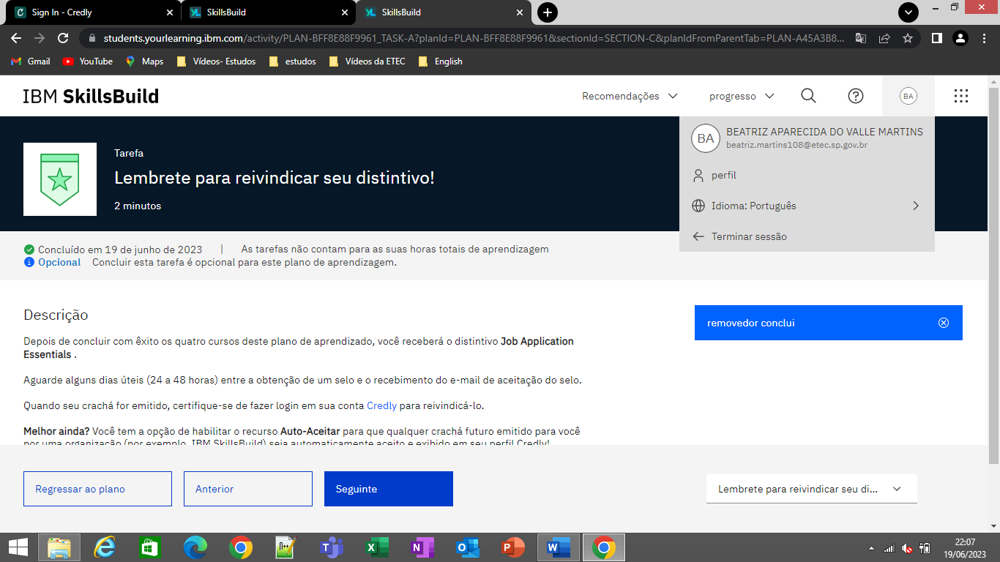 Sign In - Credly
SkillsBuild
SkillsBuild
students.yourlearning.ibm.com/activity/PLAN-BFF8E88F9961_TASK-A?planId=PLAN-BFF8E88F9961&sectionId=SECTION-C&planIdFromParentTab=PLAN-A45A3B8...
Gmail
YouTube
Maps
Vídeos- Estudos
estudos
Vídeos da ETEC
English
IBM SkillsBuild
Recomendações
progresso
BA
BA
BEATRIZ APARECIDA DO VALLE MARTINS
beatriz.martins108@etec.sp.gov.br
perfil
Idioma: Português
Terminar sessão
Tarefa
Lembrete para reivindicar seu distintivo!
2 minutos
Concluído em 19 de junho de 2023 | As tarefas não contam para as suas horas totais de aprendizagem
Opcional Concluir esta tarefa é opcional para este plano de aprendizagem.
Descrição
removedor conclui
Depois de concluir com êxito os quatro cursos deste plano de aprendizado, você receberá o distintivo Job Application
Essentials .
Aguarde alguns dias úteis (24 a 48 horas) entre a obtenção de um selo e o recebimento do e-mail de aceitação do selo.
Quando seu crachá for emitido, certifique-se de fazer login em sua conta Credly para reivindicá-lo.
Melhor ainda? Você tem a opção de habilitar o recurso Auto-Aceitar para que qualquer crachá futuro emitido para você
por uma organização (por exemplo, IBM SkillsBuild) seja automaticamente aceito e exibido em seu perfil Credly!
Regressar ao plano
Anterior
Seguinte
Lembrete para reivindicar seu di...
22:07
19/06/2023